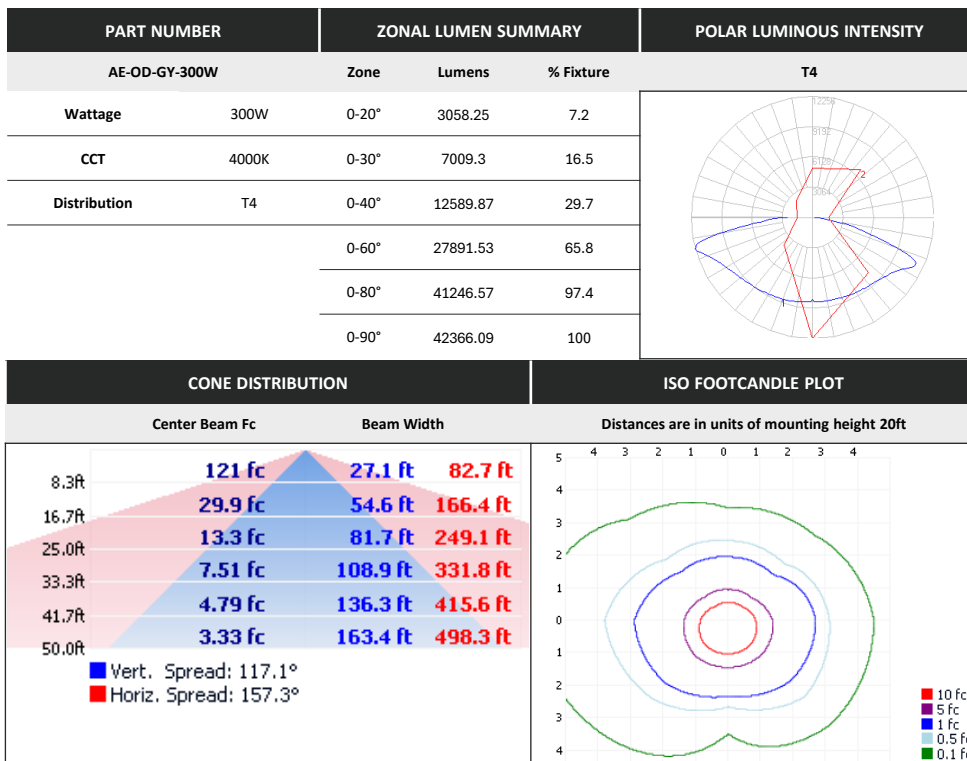 PART NUMBER
ZONAL LUMEN SUMMARY
POLAR LUMINOUS INTENSITY
AE-OD-GY-300W
Zone Lumens % Fixture
T4
Wattage 300W
0-20° 3058.25 7.2
CCT 4000K
0-30° 7009.3 16.5
Distribution T4
0-40° 12589.87 29.7
0-60° 27891.53 65.8
0-80° 41246.57 97.4
0-90° 42366.09 100
12256
9192
6128
3064
2
1
CONE DISTRIBUTION
ISO FOOTCANDLE PLOT
Center Beam Fc Beam Width
Distances are in units of mounting height 20ft
8.3ft 121 fc 27.1 ft 82.7 ft
16.7ft 29.9 fc 54.6 ft 166.4 ft
25.0ft 13.3 fc 81.7 ft 249.1 ft
33.3ft 7.51 fc 108.9 ft 331.8 ft
41.7ft 4.79 fc 136.3 ft 415.6 ft
50.0ft 3.33 fc 163.4 ft 498.3 ft
Vert. Spread: 117.1°
Horiz. Spread: 157.3°
4 3 2 1 0 1 2 3 4
5
4
3
2
1
0
1
2
3
4
10 fc
5 fc
1 fc
0.5 fc
0.1 fc